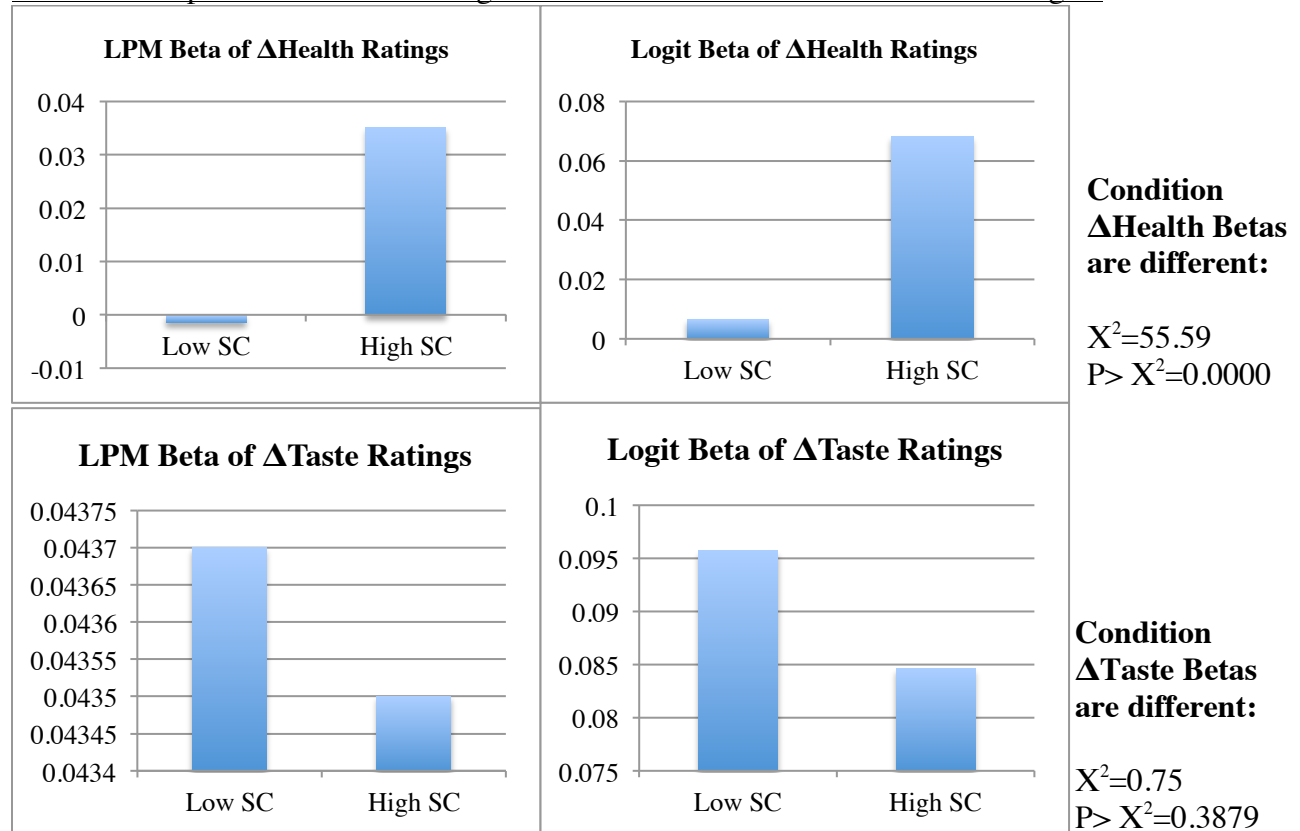 LPM Beta of ΔHealth Ratings
0.04
0.03
0.02
0.01
0
-0.01
Low SC High SC
Logit Beta of ΔHealth Ratings
0.08
0.06
0.04
0.02
0
Low SC High SC
Condition
ΔHealth Betas
are different:
X²=55.59
P> X²=0.0000
LPM Beta of ΔTaste Ratings
0.04375
0.0437
0.04365
0.0436
0.04355
0.0435
0.04345
0.0434
Low SC High SC
Logit Beta of ΔTaste Ratings
0.1
0.095
0.09
0.085
0.08
0.075
Low SC High SC
Condition
ΔTaste Betas
are different:
X²=0.75
P> X²=0.3879